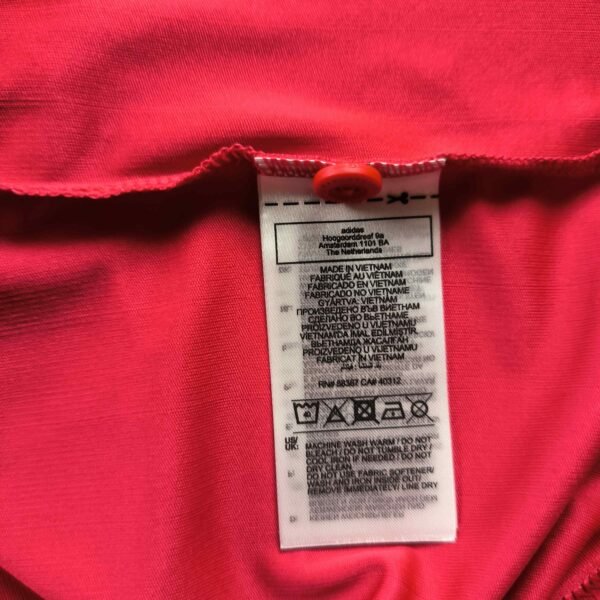 adidas
Hoogoorddreef 9a
Amsterdam 1101 BA
The Netherlands
MADE IN VIETNAM
FABRIQUÉ AU VIETNAM
FABRICADO EN VIETNAM
FABRICADO NO VIETNAME
GYÁRTVA: VIETNAM
ПРОИЗВЕДЕНО ВЪВ ВИЕТНАМ
СДЕЛАНО ВО ВЬЕТНАМЕ
PROIZVEDENO U VIJETNAMU
VIETNAMDA İMAL EDİLMİŞTİR.
ВЬЕТНАМДА ЖАСАЛҒАН
PROIZVEDENO U VIJETNAMU
FABRICAT ÎN VIETNAM
RN# 88387 CA# 40312
US/
UK:
MACHINE WASH WARM / DO NOT
BLEACH / DO NOT TUMBLE DRY /
COOL IRON IF NEEDED / DO NOT
DRY CLEAN
DO NOT USE FABRIC SOFTENER/
WASH AND IRON INSIDE OUT/
REMOVE IMMEDIATELY/ LINE DRY